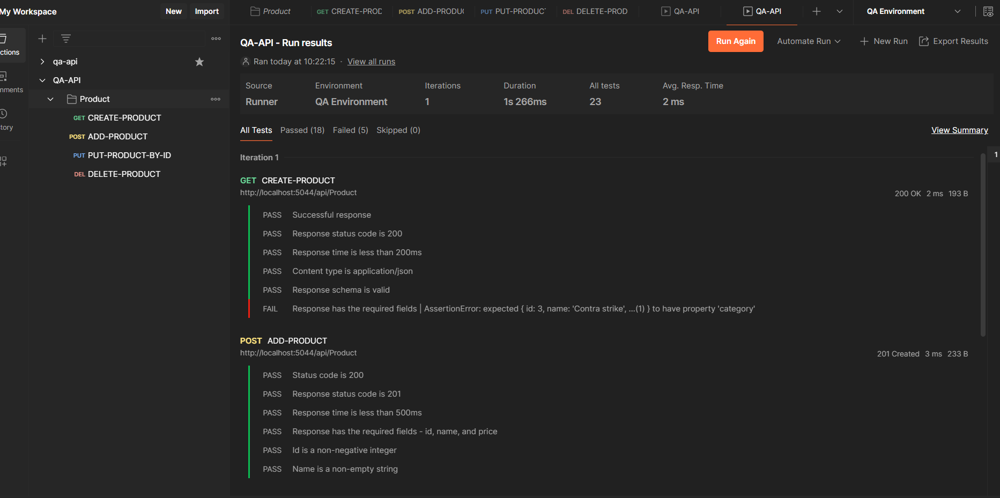 My Workspace
New
Import
Product
GET CREATE-PROD
POST ADD-PRODU
PUT PUT-PRODUC
DEL DELETE-PROD
QA-API
QA-API
QA Environment
ctions
mments
tory
qa-api
QA-API
Product
GET CREATE-PRODUCT
POST ADD-PRODUCT
PUT PUT-PRODUCT-BY-ID
DEL DELETE-PRODUCT
QA-API - Run results
Run Again
Automate Run
New Run
Export Results
Ran today at 10:22:15 · View all runs
Source Environment Iterations Duration All tests Avg. Resp. Time
Runner QA Environment 1 1s 266ms 23 2 ms
All Tests Passed (18) Failed (5) Skipped (0)
View Summary
1
Iteration 1
GET CREATE-PRODUCT
http://localhost:5044/api/Product
200 OK 2 ms 193 B
PASS Successful response
PASS Response status code is 200
PASS Response time is less than 200ms
PASS Content type is application/json
PASS Response schema is valid
FAIL Response has the required fields | AssertionError: expected { id: 3, name: 'Contra strike', ...(1) } to have property 'category'
POST ADD-PRODUCT
http://localhost:5044/api/Product
201 Created 3 ms 233 B
PASS Status code is 200
PASS Response status code is 201
PASS Response time is less than 500ms
PASS Response has the required fields - id, name, and price
PASS Id is a non-negative integer
PASS Name is a non-empty string